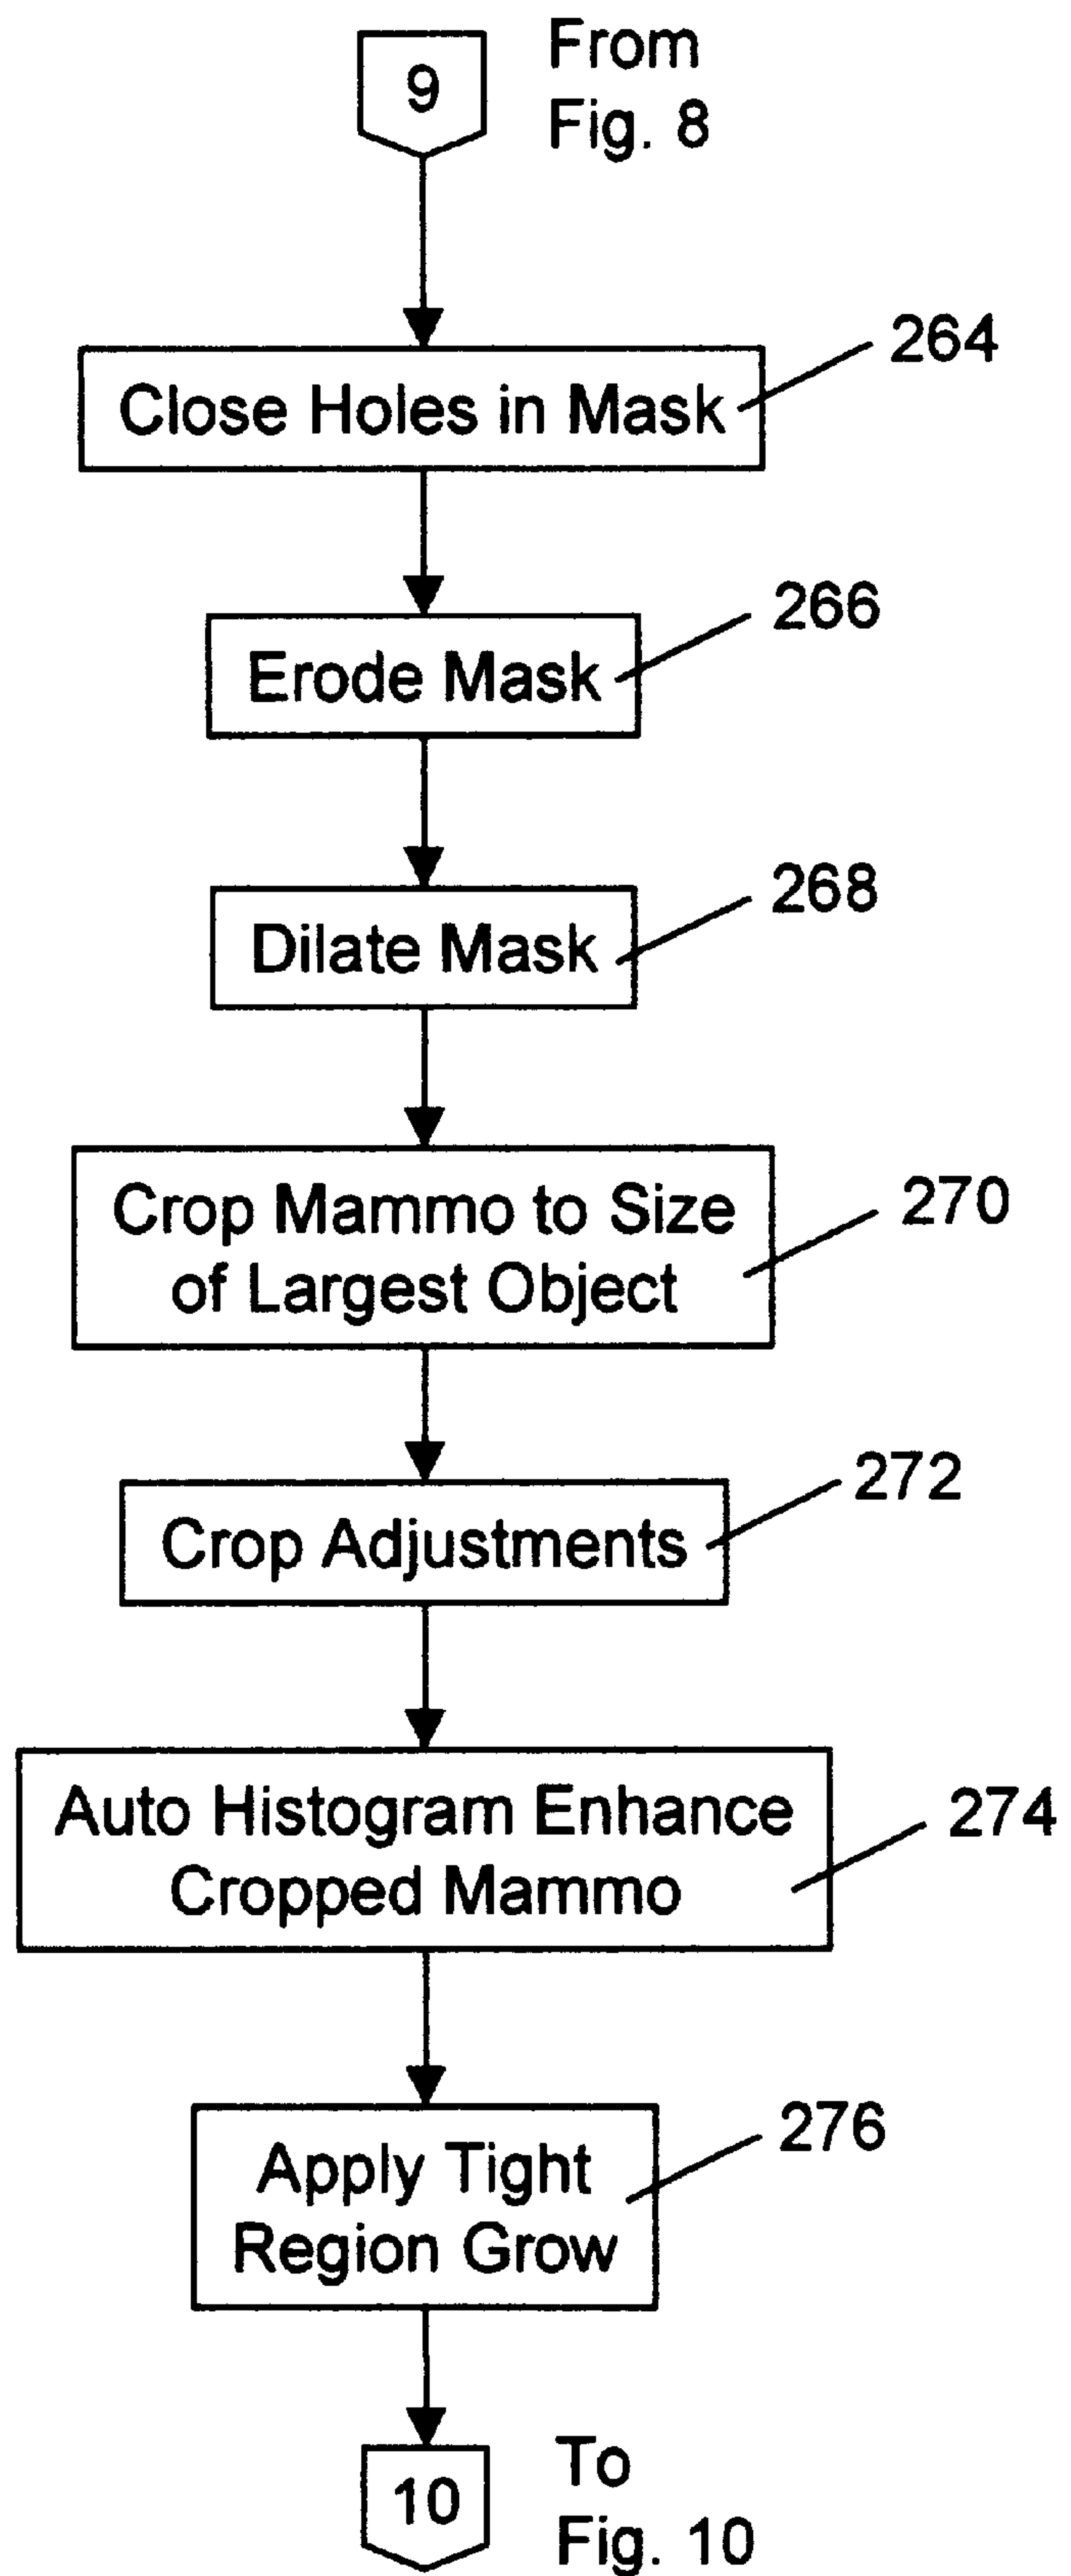 9
From
Fig. 8
264
Close Holes in Mask
266
Erode Mask
268
Dilate Mask
270
Crop Mammo to Size
of Largest Object
272
Crop Adjustments
274
Auto Histogram Enhance
Cropped Mammo
276
Apply Tight
Region Grow
10
To
Fig. 10